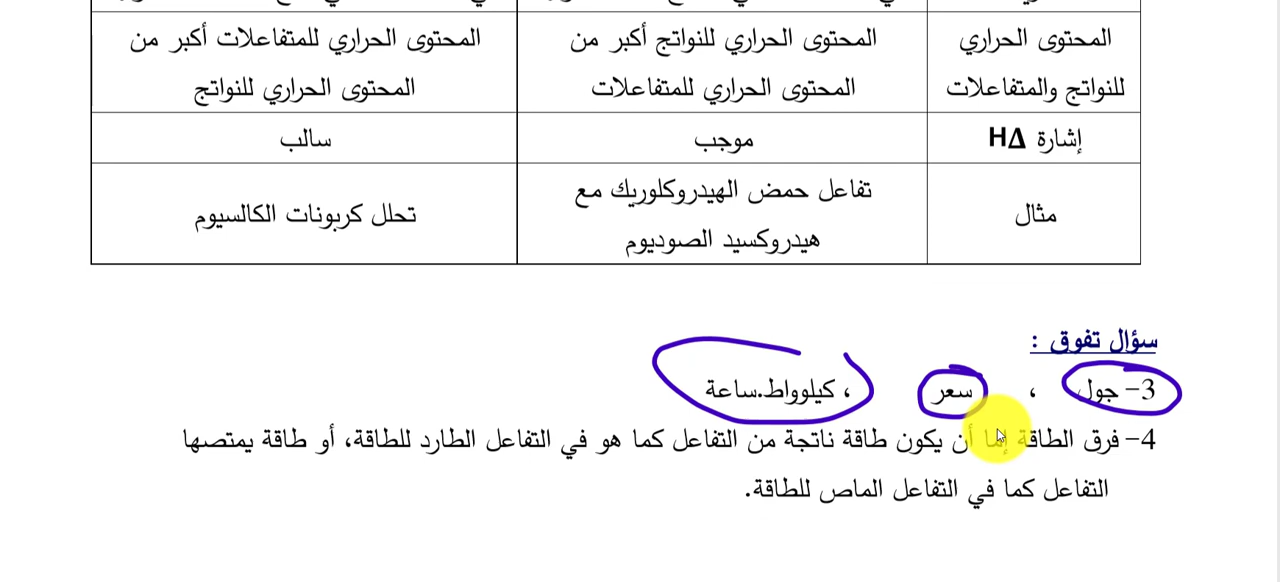 المحتوى الحراري للنواتج والمتفاعلات
المحتوى الحراري للنواتج أكبر من المحتوى الحراري للمتفاعلات
المحتوى الحراري للمتفاعلات أكبر من المحتوى الحراري للنواتج
إشارة HΔ
موجب
سالب
مثال
تفاعل حمض الهيدروكلوريك مع هيدروكسيد الصوديوم
تحلل كربونات الكالسيوم
سؤال تفوق :
3- جول ، سعر ، كيلوواط.ساعة
4- فرق الطاقة إما أن يكون طاقة ناتجة من التفاعل كما هو في التفاعل الطارد للطاقة، أو طاقة يمتصها
التفاعل كما في التفاعل الماص للطاقة.